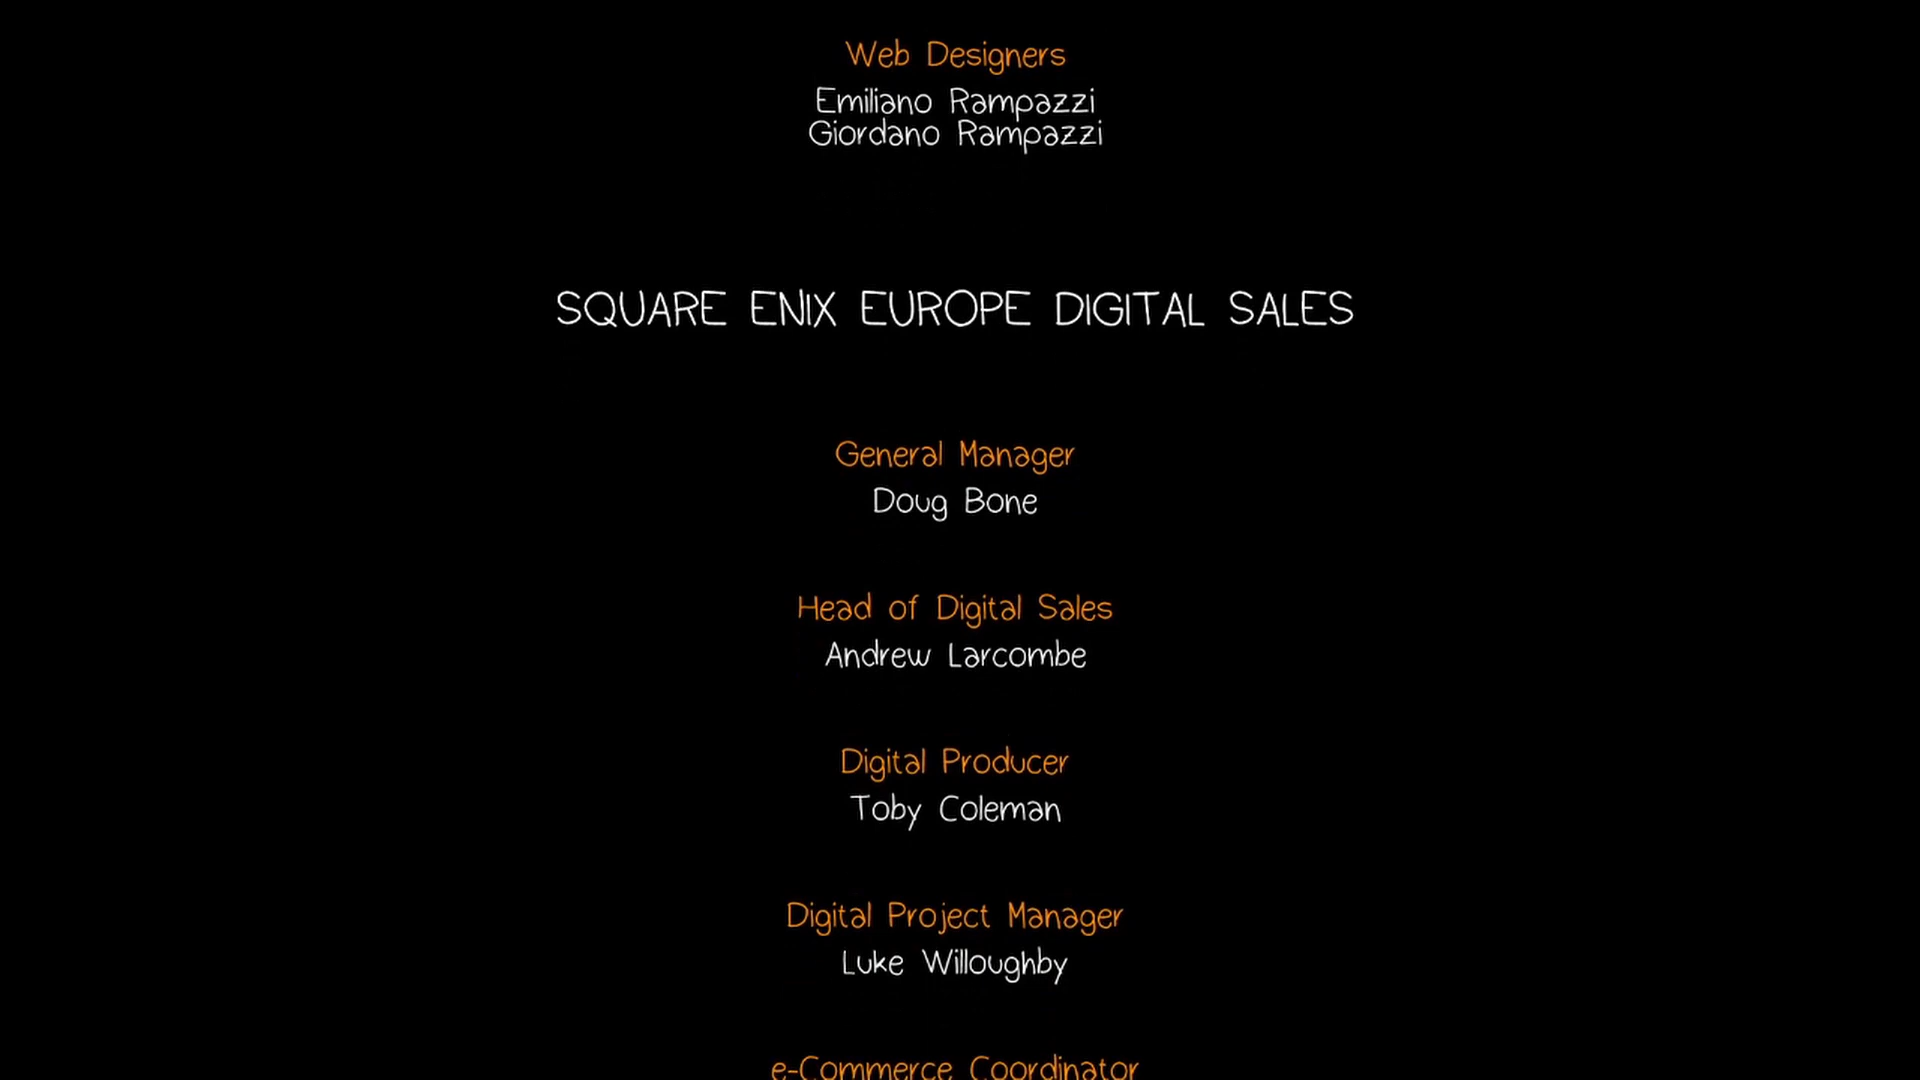 Web Designers
Emiliano Rampazzi
Giordano Rampazzi
SQUARE ENIX EUROPE DIGITAL SALES
General Manager
Doug Bone
Head of Digital Sales
Andrew Larcombe
Digital Producer
Toby Coleman
Digital Project Manager
Luke Willoughby
e-Commerce Coordinator